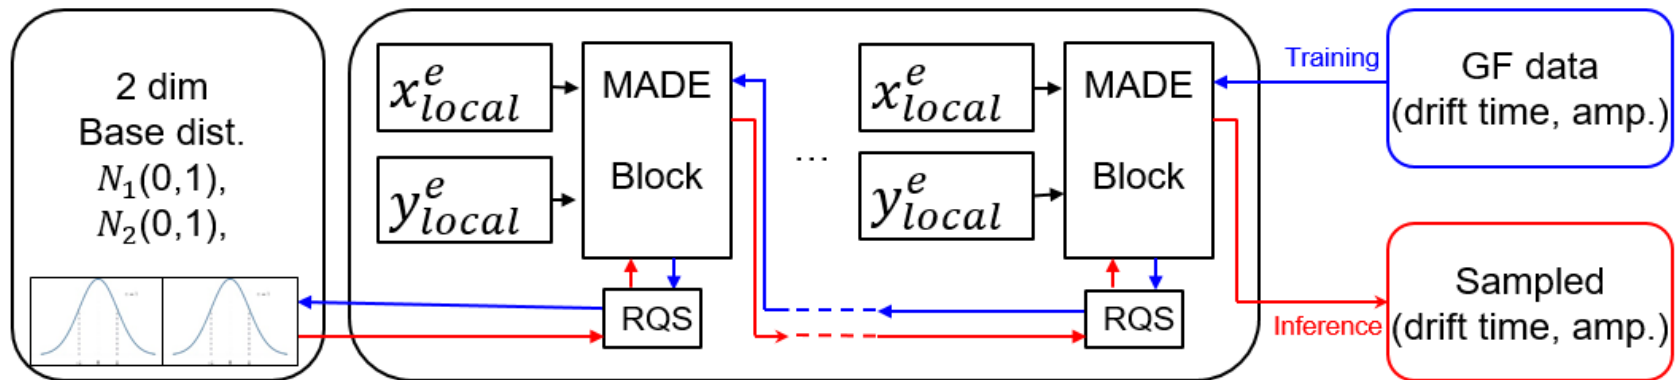 2 dim
Base dist.
N₁(0,1),
N₂(0,1),
x^e_local
y^e_local
MADE
Block
RQS
...
x^e_local
y^e_local
MADE
Block
RQS
Training
Inference
GF data
(drift time, amp.)
Sampled
(drift time, amp.)